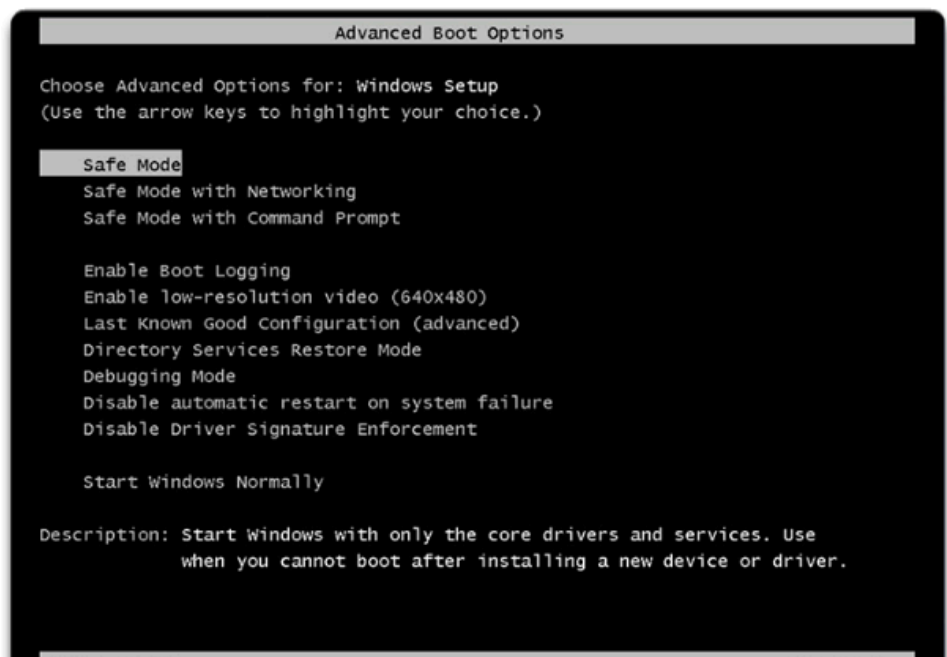 Advanced Boot Options
Choose Advanced Options for: Windows Setup
(Use the arrow keys to highlight your choice.)
Safe Mode
Safe Mode with Networking
Safe Mode with Command Prompt
Enable Boot Logging
Enable low-resolution video (640x480)
Last Known Good Configuration (advanced)
Directory Services Restore Mode
Debugging Mode
Disable automatic restart on system failure
Disable Driver Signature Enforcement
Start Windows Normally
Description: Start Windows with only the core drivers and services. Use
when you cannot boot after installing a new device or driver.